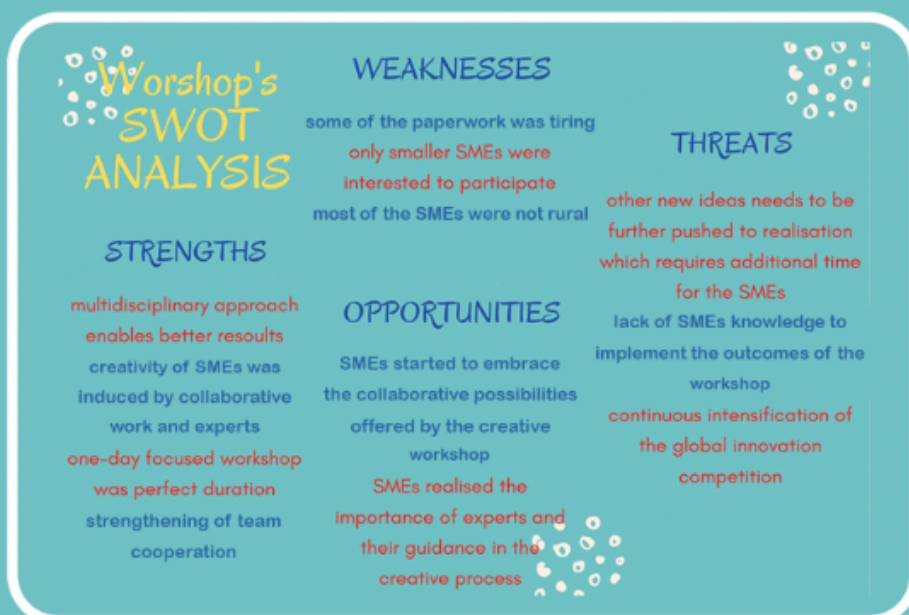 Worshop's
SWOT
ANALYSIS
STRENGTHS
multidisciplinary approach
enables better resoults
creativity of SMEs was
induced by collaborative
work and experts
one-day focused workshop
was perfect duration
strengthening of team
cooperation
WEAKNESSES
some of the paperwork was tiring
only smaller SMEs were
interested to participate
most of the SMEs were not rural
OPPORTUNITIES
SMEs started to embrace
the collaborative possibilities
offered by the creative
workshop
SMEs realised the
importance of experts and
their guidance in the
creative process
THREATS
other new ideas needs to be
further pushed to realisation
which requires additional time
for the SMEs
lack of SMEs knowledge to
implement the outcomes of the
workshop
continuous intensification of
the global innovation
competition